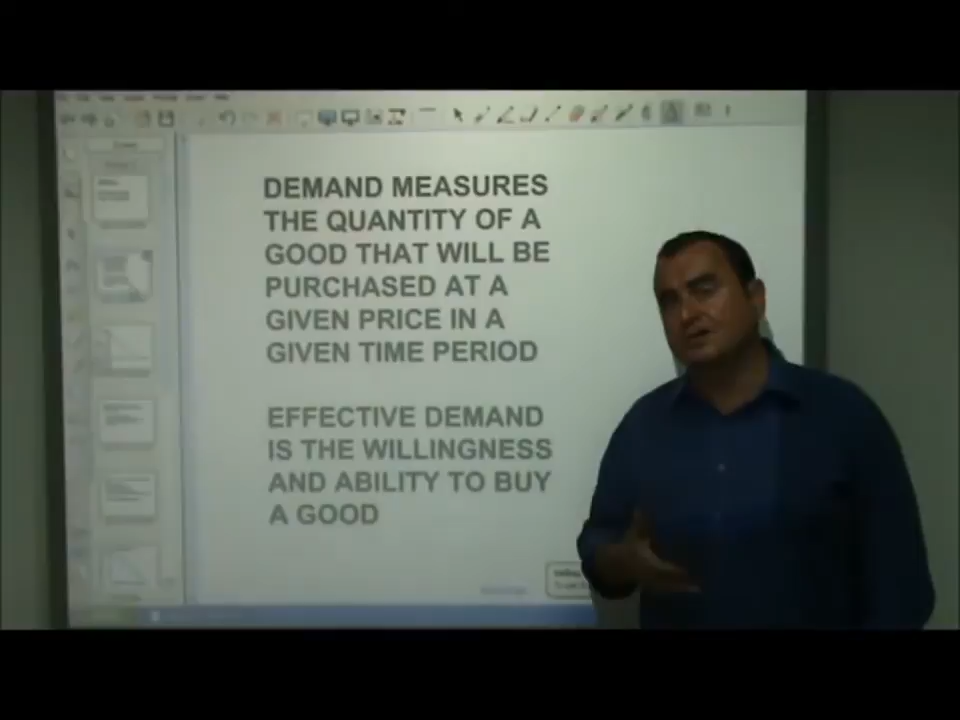 DEMAND MEASURES
THE QUANTITY OF A
GOOD THAT WILL BE
PURCHASED AT A
GIVEN PRICE IN A
GIVEN TIME PERIOD
EFFECTIVE DEMAND
IS THE WILLINGNESS
AND ABILITY TO BUY
A GOOD